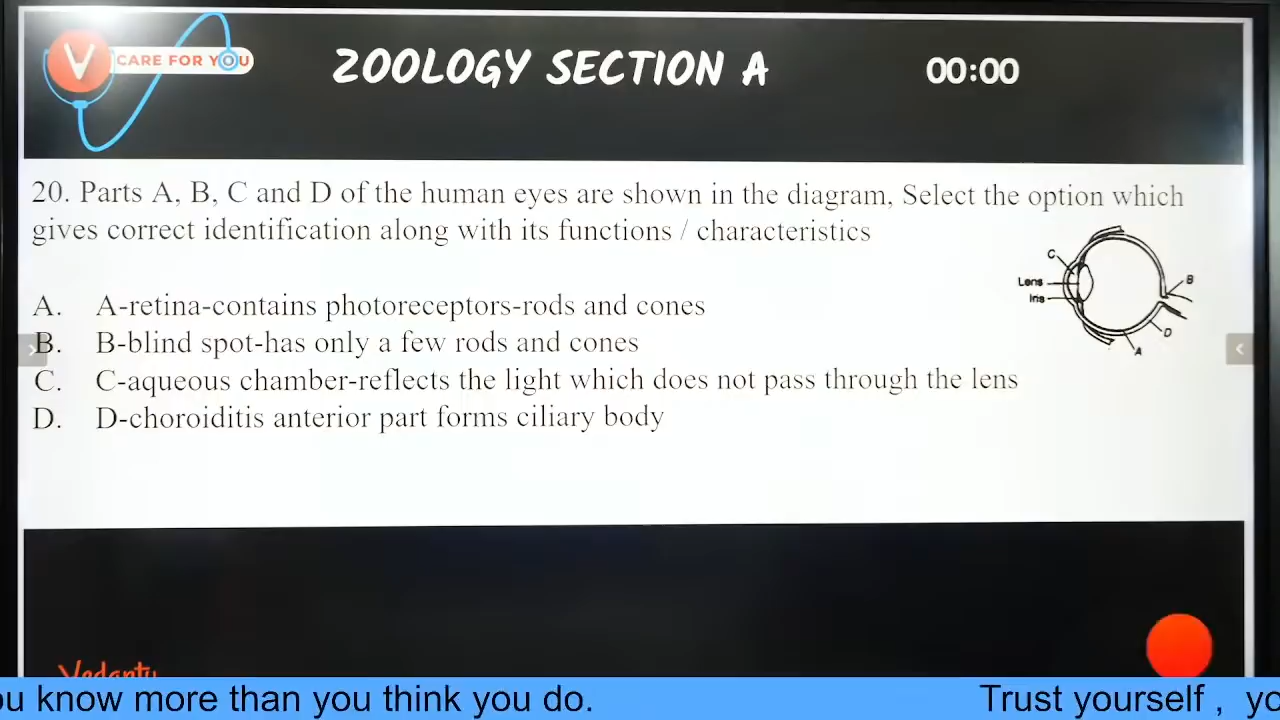 V CARE FOR YOU
ZOOLOGY SECTION A
00:00
20. Parts A, B, C and D of the human eyes are shown in the diagram, Select the option which
gives correct identification along with its functions / characteristics
A. A-retina-contains photoreceptors-rods and cones
B. B-blind spot-has only a few rods and cones
C. C-aqueous chamber-reflects the light which does not pass through the lens
D. D-choroiditis anterior part forms ciliary body
C
Lens
Iris
B
D
A
ou know more than you think you do.
Trust yourself , yo